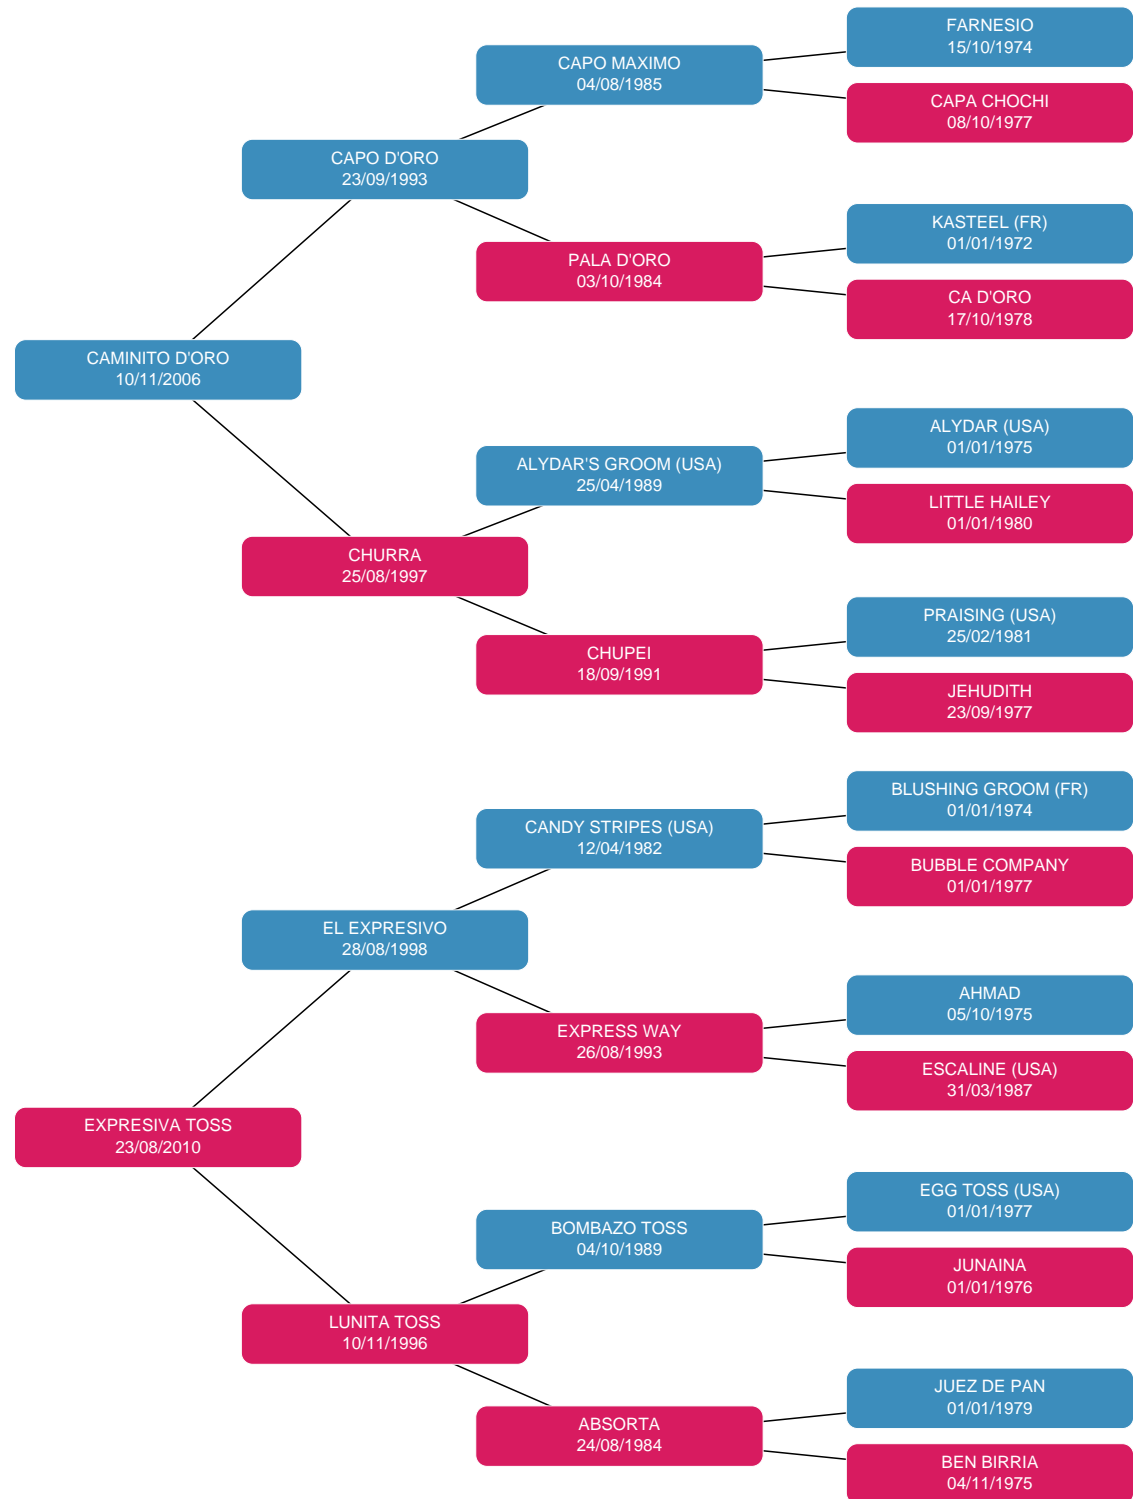 FARNESIO
15/10/1974
CAPO MAXIMO
04/08/1985
CAPA CHOCHI
08/10/1977
CAPO D'ORO
23/09/1993
KASTEEL (FR)
01/01/1972
PALA D'ORO
03/10/1984
CA D'ORO
17/10/1978
CAMINITO D'ORO
10/11/2006
ALYDAR (USA)
01/01/1975
ALYDAR'S GROOM (USA)
25/04/1989
LITTLE HAILEY
01/01/1980
CHURRA
25/08/1997
PRAISING (USA)
25/02/1981
CHUPEI
18/09/1991
JEHUDITH
23/09/1977
BLUSHING GROOM (FR)
01/01/1974
CANDY STRIPES (USA)
12/04/1982
BUBBLE COMPANY
01/01/1977
EL EXPRESIVO
28/08/1998
AHMAD
05/10/1975
EXPRESS WAY
26/08/1993
ESCALINE (USA)
31/03/1987
EXPRESIVA TOSS
23/08/2010
EGG TOSS (USA)
01/01/1977
BOMBAZO TOSS
04/10/1989
JUNAINA
01/01/1976
LUNITA TOSS
10/11/1996
JUEZ DE PAN
01/01/1979
ABSORTA
24/08/1984
BEN BIRRIA
04/11/1975